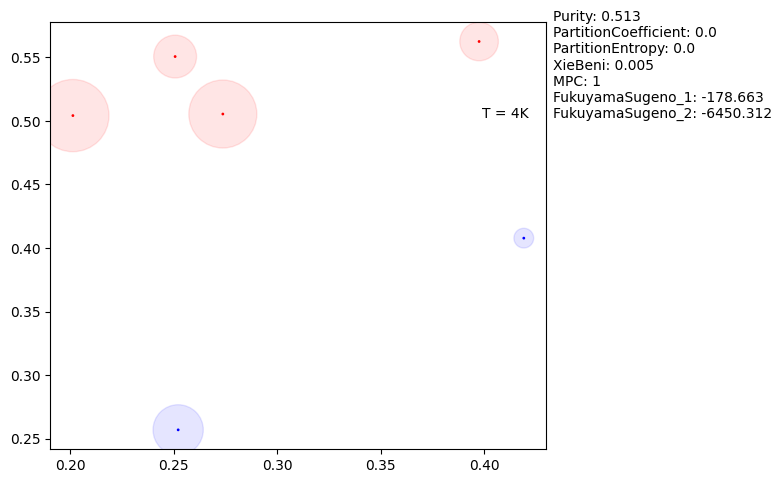 Purity: 0.513
PartitionCoefficient: 0.0
PartitionEntropy: 0.0
XieBeni: 0.005
MPC: 1
FukuyamaSugeno_1: -178.663
FukuyamaSugeno_2: -6450.312
T = 4K
0.55
0.50
0.45
0.40
0.35
0.30
0.25
0.20 0.25 0.30 0.35 0.40